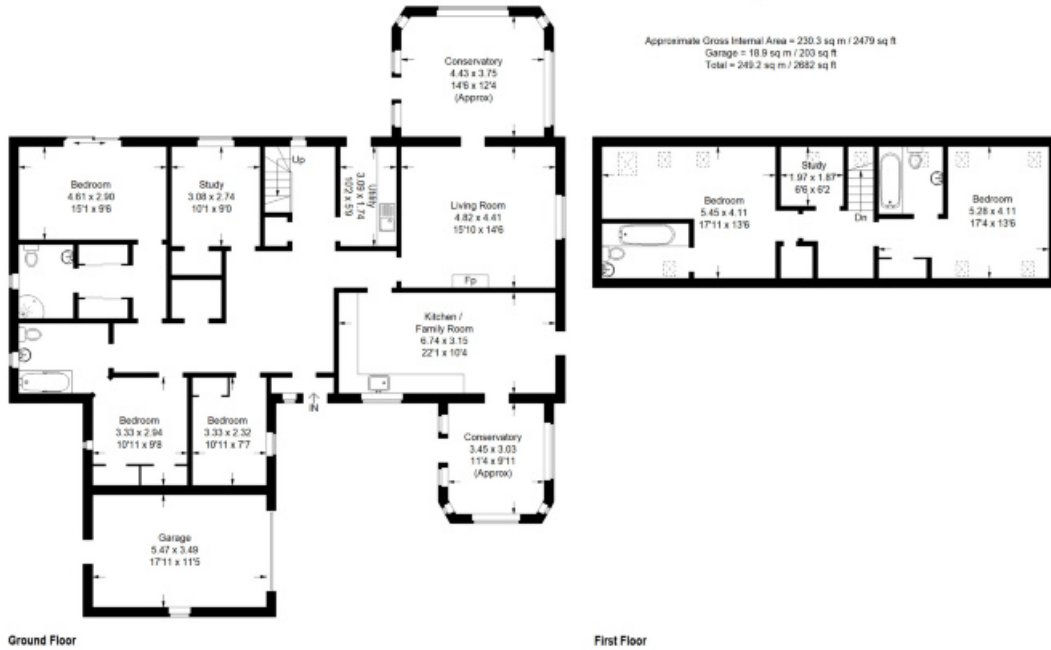 Approximate Gross Internal Area = 230.3 sq m / 2479 sq ft
Garage = 18.9 sq m / 203 sq ft
Total = 249.2 sq m / 2682 sq ft
Conservatory
4.43 x 3.75
14'6 x 12'4
(Approx)
Bedroom
4.61 x 2.90
15'1 x 9'6
Study
3.08 x 2.74
10'1 x 9'0
Up
Utility
3.09 x 1.74
10'2 x 5'9
Living Room
4.82 x 4.41
15'10 x 14'6
Fp
Kitchen /
Family Room
6.74 x 3.15
22'1 x 10'4
Bedroom
3.33 x 2.94
10'11 x 9'8
Bedroom
3.33 x 2.32
10'11 x 7'7
IN
Conservatory
3.45 x 3.03
11'4 x 9'11
(Approx)
Garage
5.47 x 3.49
17'11 x 11'5
Ground Floor
Bedroom
5.45 x 4.11
17'11 x 13'6
Study
1.97 x 1.87
6'6 x 6'2
Dn
Bedroom
5.28 x 4.11
17'4 x 13'6
First Floor